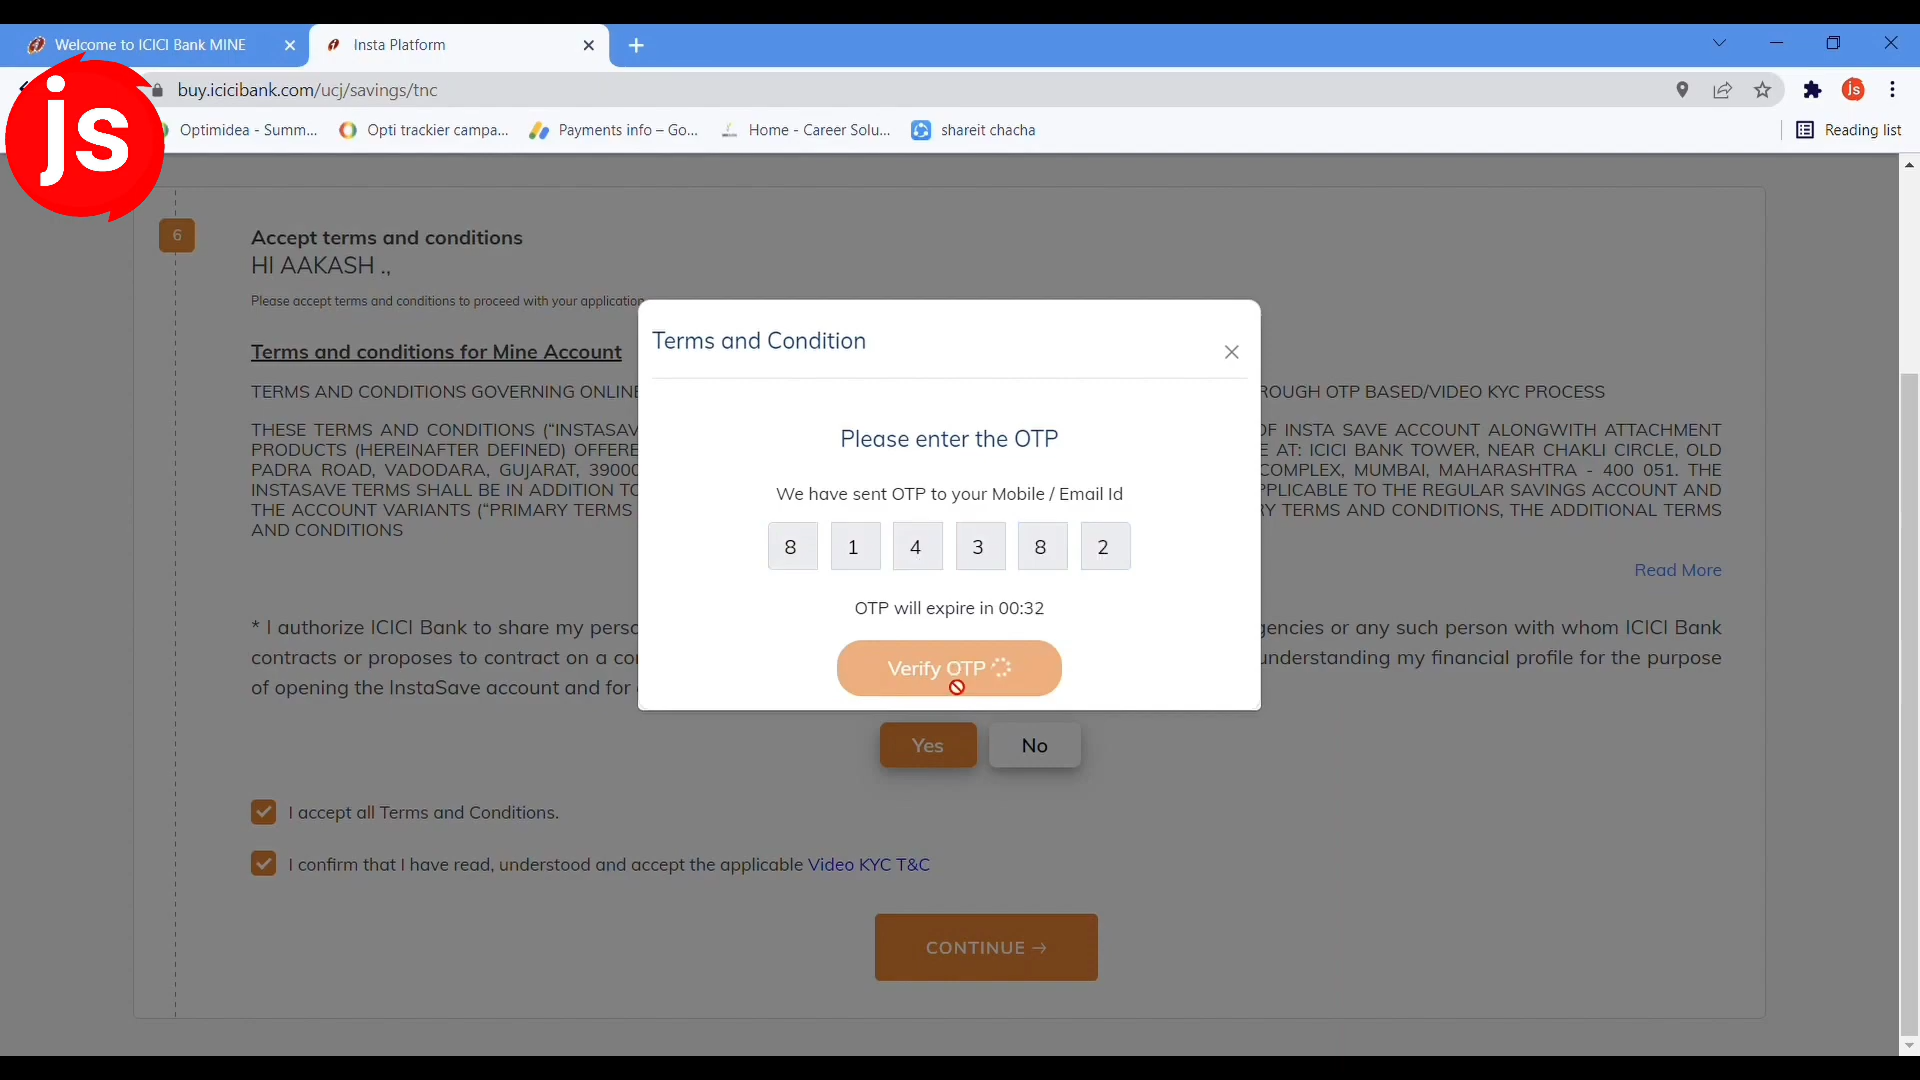 Welcome to ICICI Bank MINE
Insta Platform
js
buy.icicibank.com/ucj/savings/tnc
js
Optimidea - Summ...
Opti trackier campa...
Payments info – Go...
Home - Career Solu...
shareit chacha
Reading list
6
Accept terms and conditions
HI AAKASH .,
Please accept terms and conditions to proceed with your application
Terms and conditions for Mine Account
TERMS AND CONDITIONS GOVERNING ONLINE
ROUGH OTP BASED/VIDEO KYC PROCESS
THESE TERMS AND CONDITIONS (“INSTASAV
OF INSTA SAVE ACCOUNT ALONGWITH ATTACHMENT
PRODUCTS (HEREINAFTER DEFINED) OFFERE
E AT: ICICI BANK TOWER, NEAR CHAKLI CIRCLE, OLD
PADRA ROAD, VADODARA, GUJARAT, 39000
COMPLEX, MUMBAI, MAHARASHTRA - 400 051. THE
INSTASAVE TERMS SHALL BE IN ADDITION TO
PPLICABLE TO THE REGULAR SAVINGS ACCOUNT AND
THE ACCOUNT VARIANTS (“PRIMARY TERMS
RY TERMS AND CONDITIONS, THE ADDITIONAL TERMS
AND CONDITIONS
Read More
* I authorize ICICI Bank to share my perso
gencies or any such person with whom ICICI Bank
contracts or proposes to contract on a co
understanding my financial profile for the purpose
of opening the InstaSave account and for
Terms and Condition
Please enter the OTP
We have sent OTP to your Mobile / Email Id
8 1 4 3 8 2
OTP will expire in 00:32
Verify OTP
Yes
No
I accept all Terms and Conditions.
I confirm that I have read, understood and accept the applicable Video KYC T&C
CONTINUE →